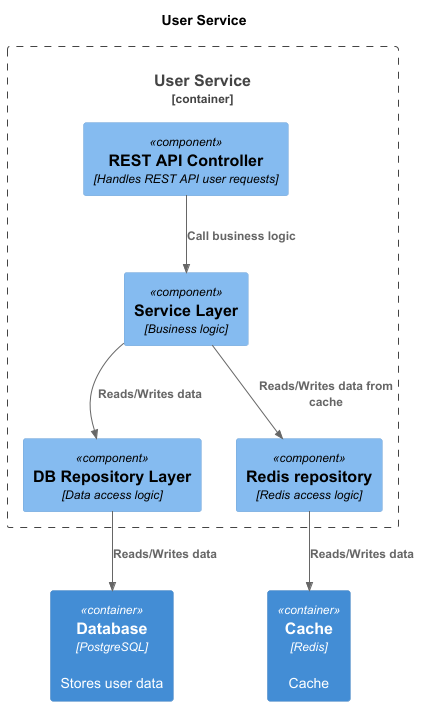 User Service
User Service
[container]
«component»
REST API Controller
[Handles REST API user requests]
Call business logic
«component»
Service Layer
[Business logic]
Reads/Writes data
Reads/Writes data from
cache
«component»
DB Repository Layer
[Data access logic]
«component»
Redis repository
[Redis access logic]
Reads/Writes data
Reads/Writes data
«container»
Database
[PostgreSQL]
Stores user data
«container»
Cache
[Redis]
Cache